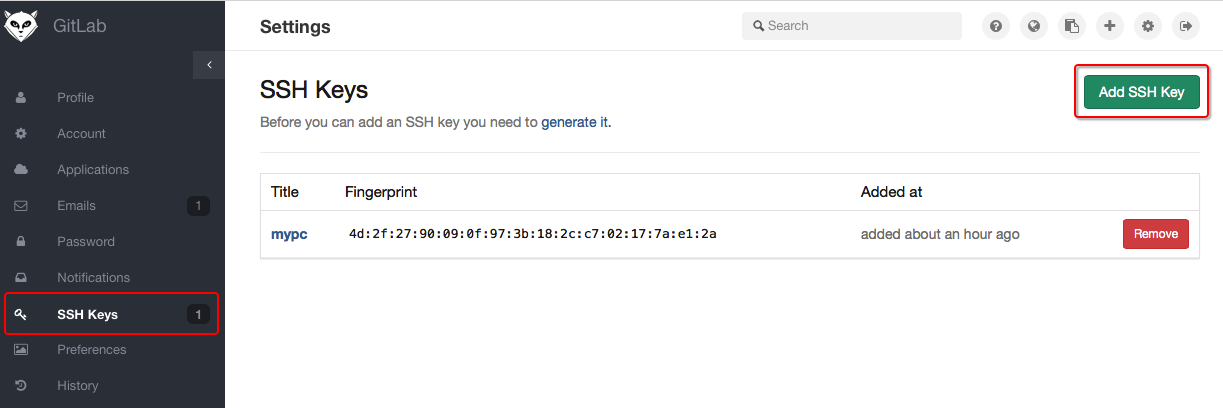 GitLab
Settings
Search
Profile
Account
Applications
Emails 1
Password
Notifications
SSH Keys 1
Preferences
History
SSH Keys
Add SSH Key
Before you can add an SSH key you need to generate it.
Title Fingerprint Added at
mypc 4d:2f:27:90:09:0f:97:3b:18:2c:c7:02:17:7a:e1:2a added about an hour ago Remove